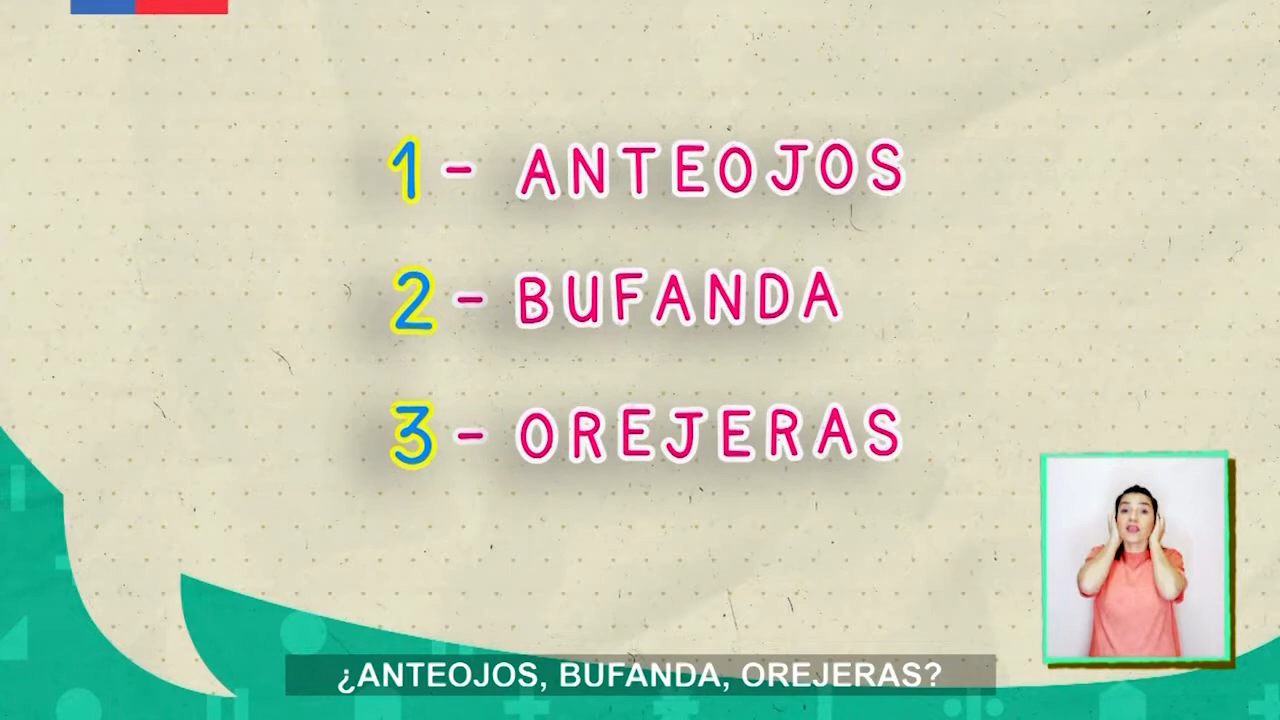 1- ANTEOJOS
2- BUFANDA
3- OREJERAS
¿ANTEOJOS, BUFANDA, OREJERAS?